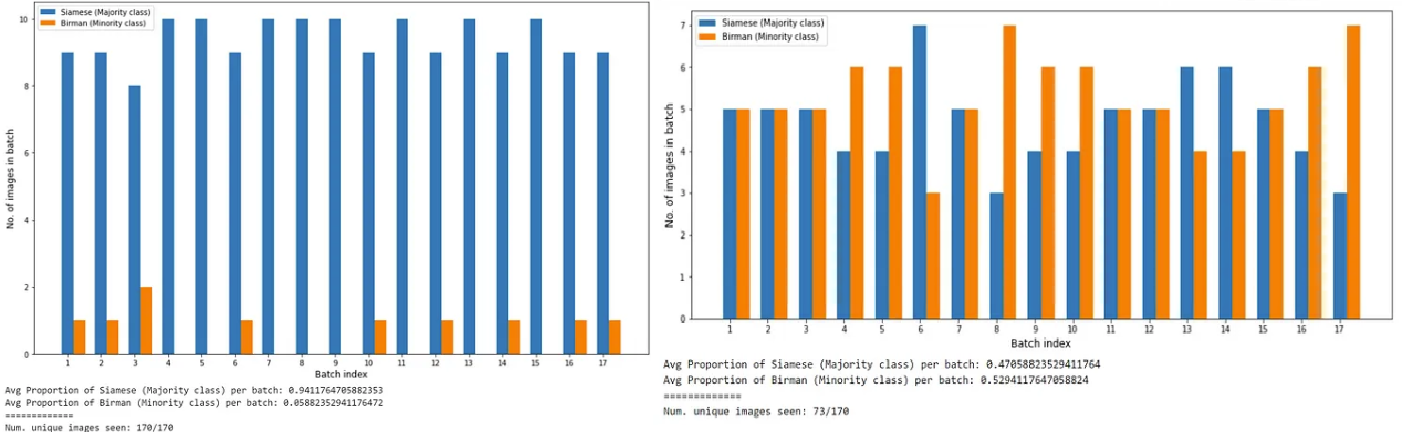 Siamese (Majority class)
Birman (Minority class)
No. of images in batch
10
8
6
4
2
0
1 2 3 4 5 6 7 8 9 10 11 12 13 14 15 16 17
Batch index
Avg Proportion of Siamese (Majority class) per batch: 0.9411764705882353
Avg Proportion of Birman (Minority class) per batch: 0.05882352941176472
=============
Num. unique images seen: 170/170
Siamese (Majority class)
Birman (Minority class)
No. of images in batch
7
6
5
4
3
2
1
0
1 2 3 4 5 6 7 8 9 10 11 12 13 14 15 16 17
Batch index
Avg Proportion of Siamese (Majority class) per batch: 0.47058823529411764
Avg Proportion of Birman (Minority class) per batch: 0.5294117647058824
=============
Num. unique images seen: 73/170